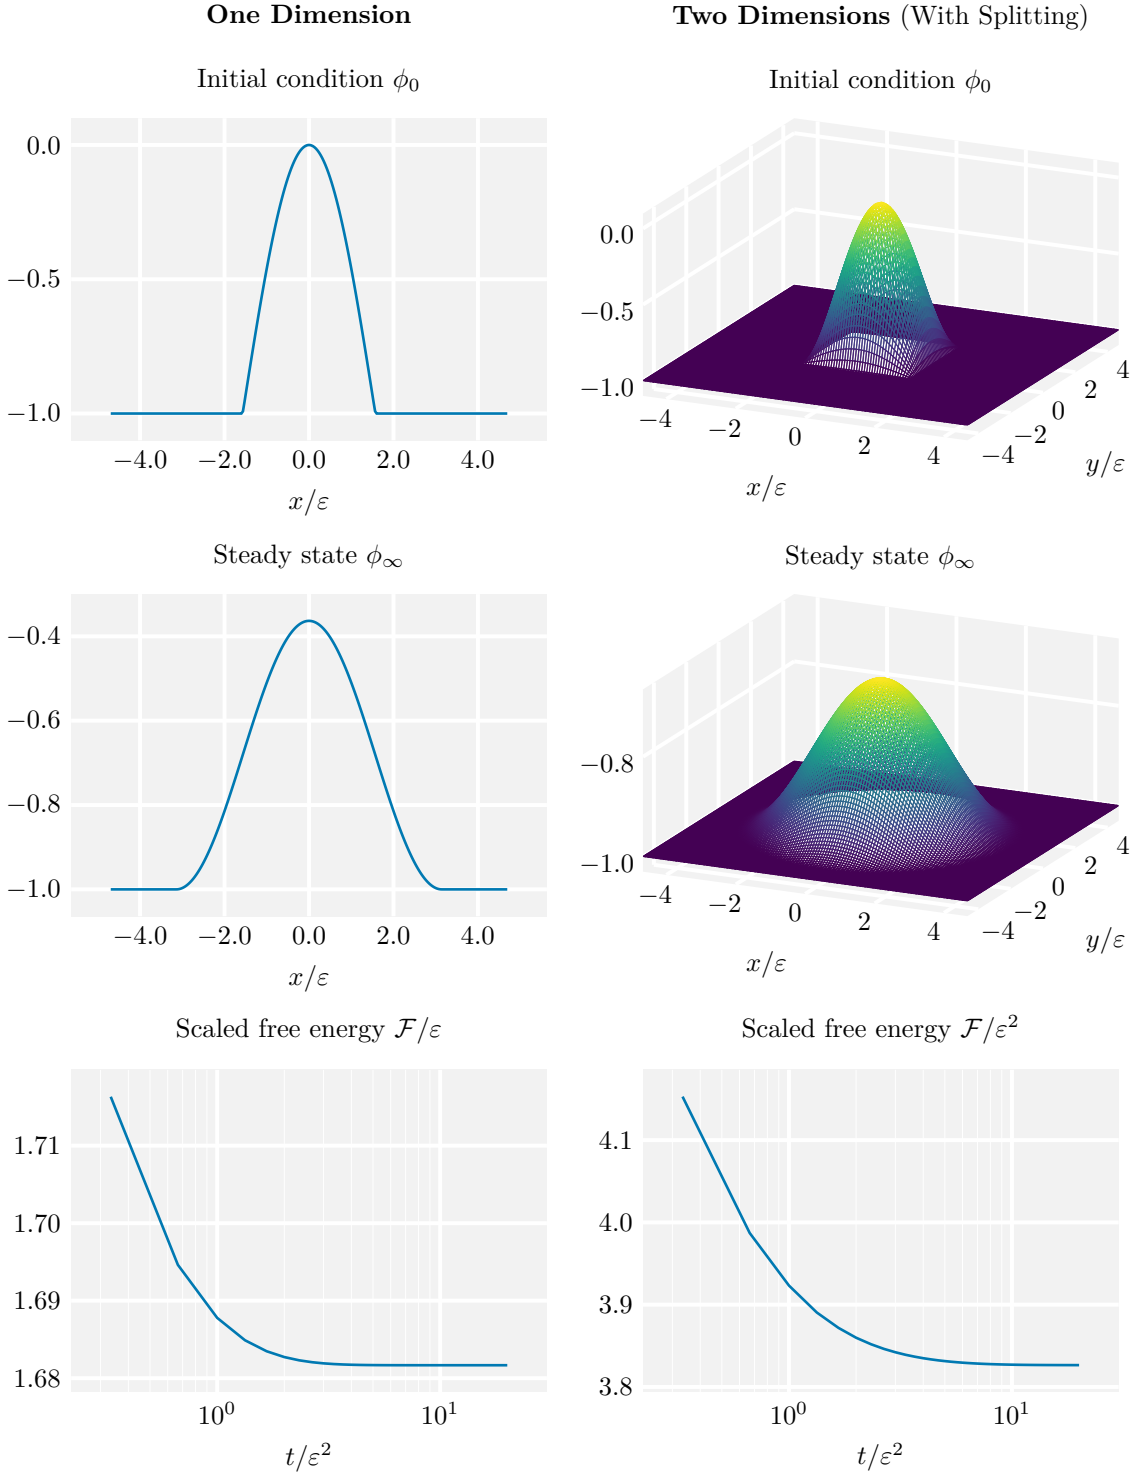 One Dimension
Two Dimensions (With Splitting)
Initial condition ϕ₀
Initial condition ϕ₀
0.0
−0.5
−1.0
−4.0 −2.0 0.0 2.0 4.0
x/ε
0.0
−0.5
−1.0
−4 −2 0 2 4
x/ε
−4 −2 0 2 4
y/ε
Steady state ϕ∞
Steady state ϕ∞
−0.4
−0.6
−0.8
−1.0
−4.0 −2.0 0.0 2.0 4.0
x/ε
−0.8
−1.0
−4 −2 0 2 4
x/ε
−4 −2 0 2 4
y/ε
Scaled free energy ℱ/ε
Scaled free energy ℱ/ε²
1.71
1.70
1.69
1.68
10⁰ 10¹
t/ε²
4.1
4.0
3.9
3.8
10⁰ 10¹
t/ε²